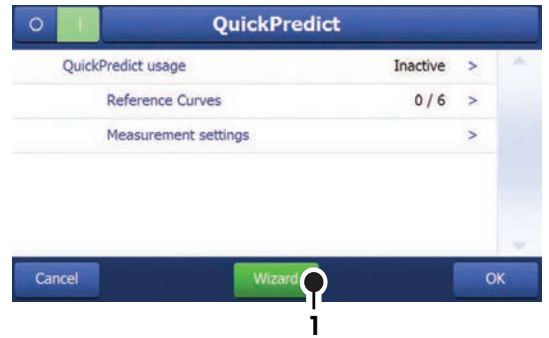 QuickPredict
QuickPredict usage Inactive >
Reference Curves 0 / 6 >
Measurement settings >
Cancel Wizard OK
1